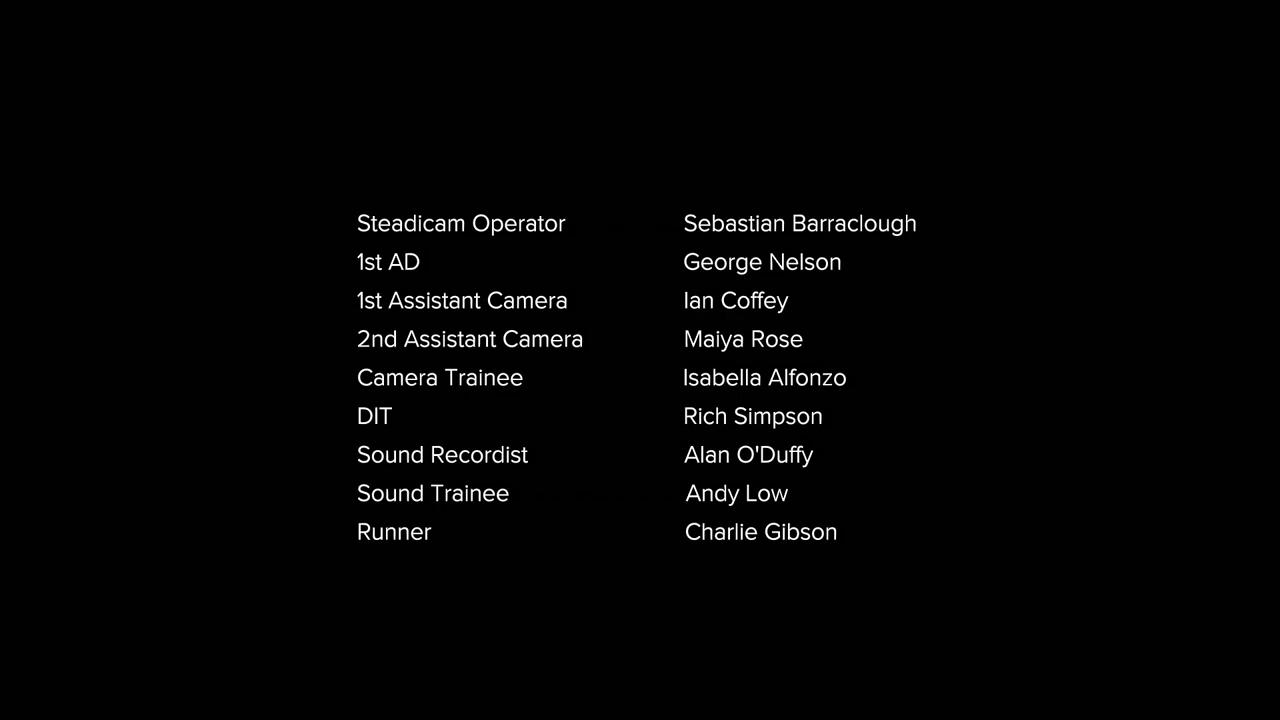 Steadicam Operator Sebastian Barraclough
1st AD George Nelson
1st Assistant Camera Ian Coffey
2nd Assistant Camera Maiya Rose
Camera Trainee Isabella Alfonzo
DIT Rich Simpson
Sound Recordist Alan O'Duffy
Sound Trainee Andy Low
Runner Charlie Gibson